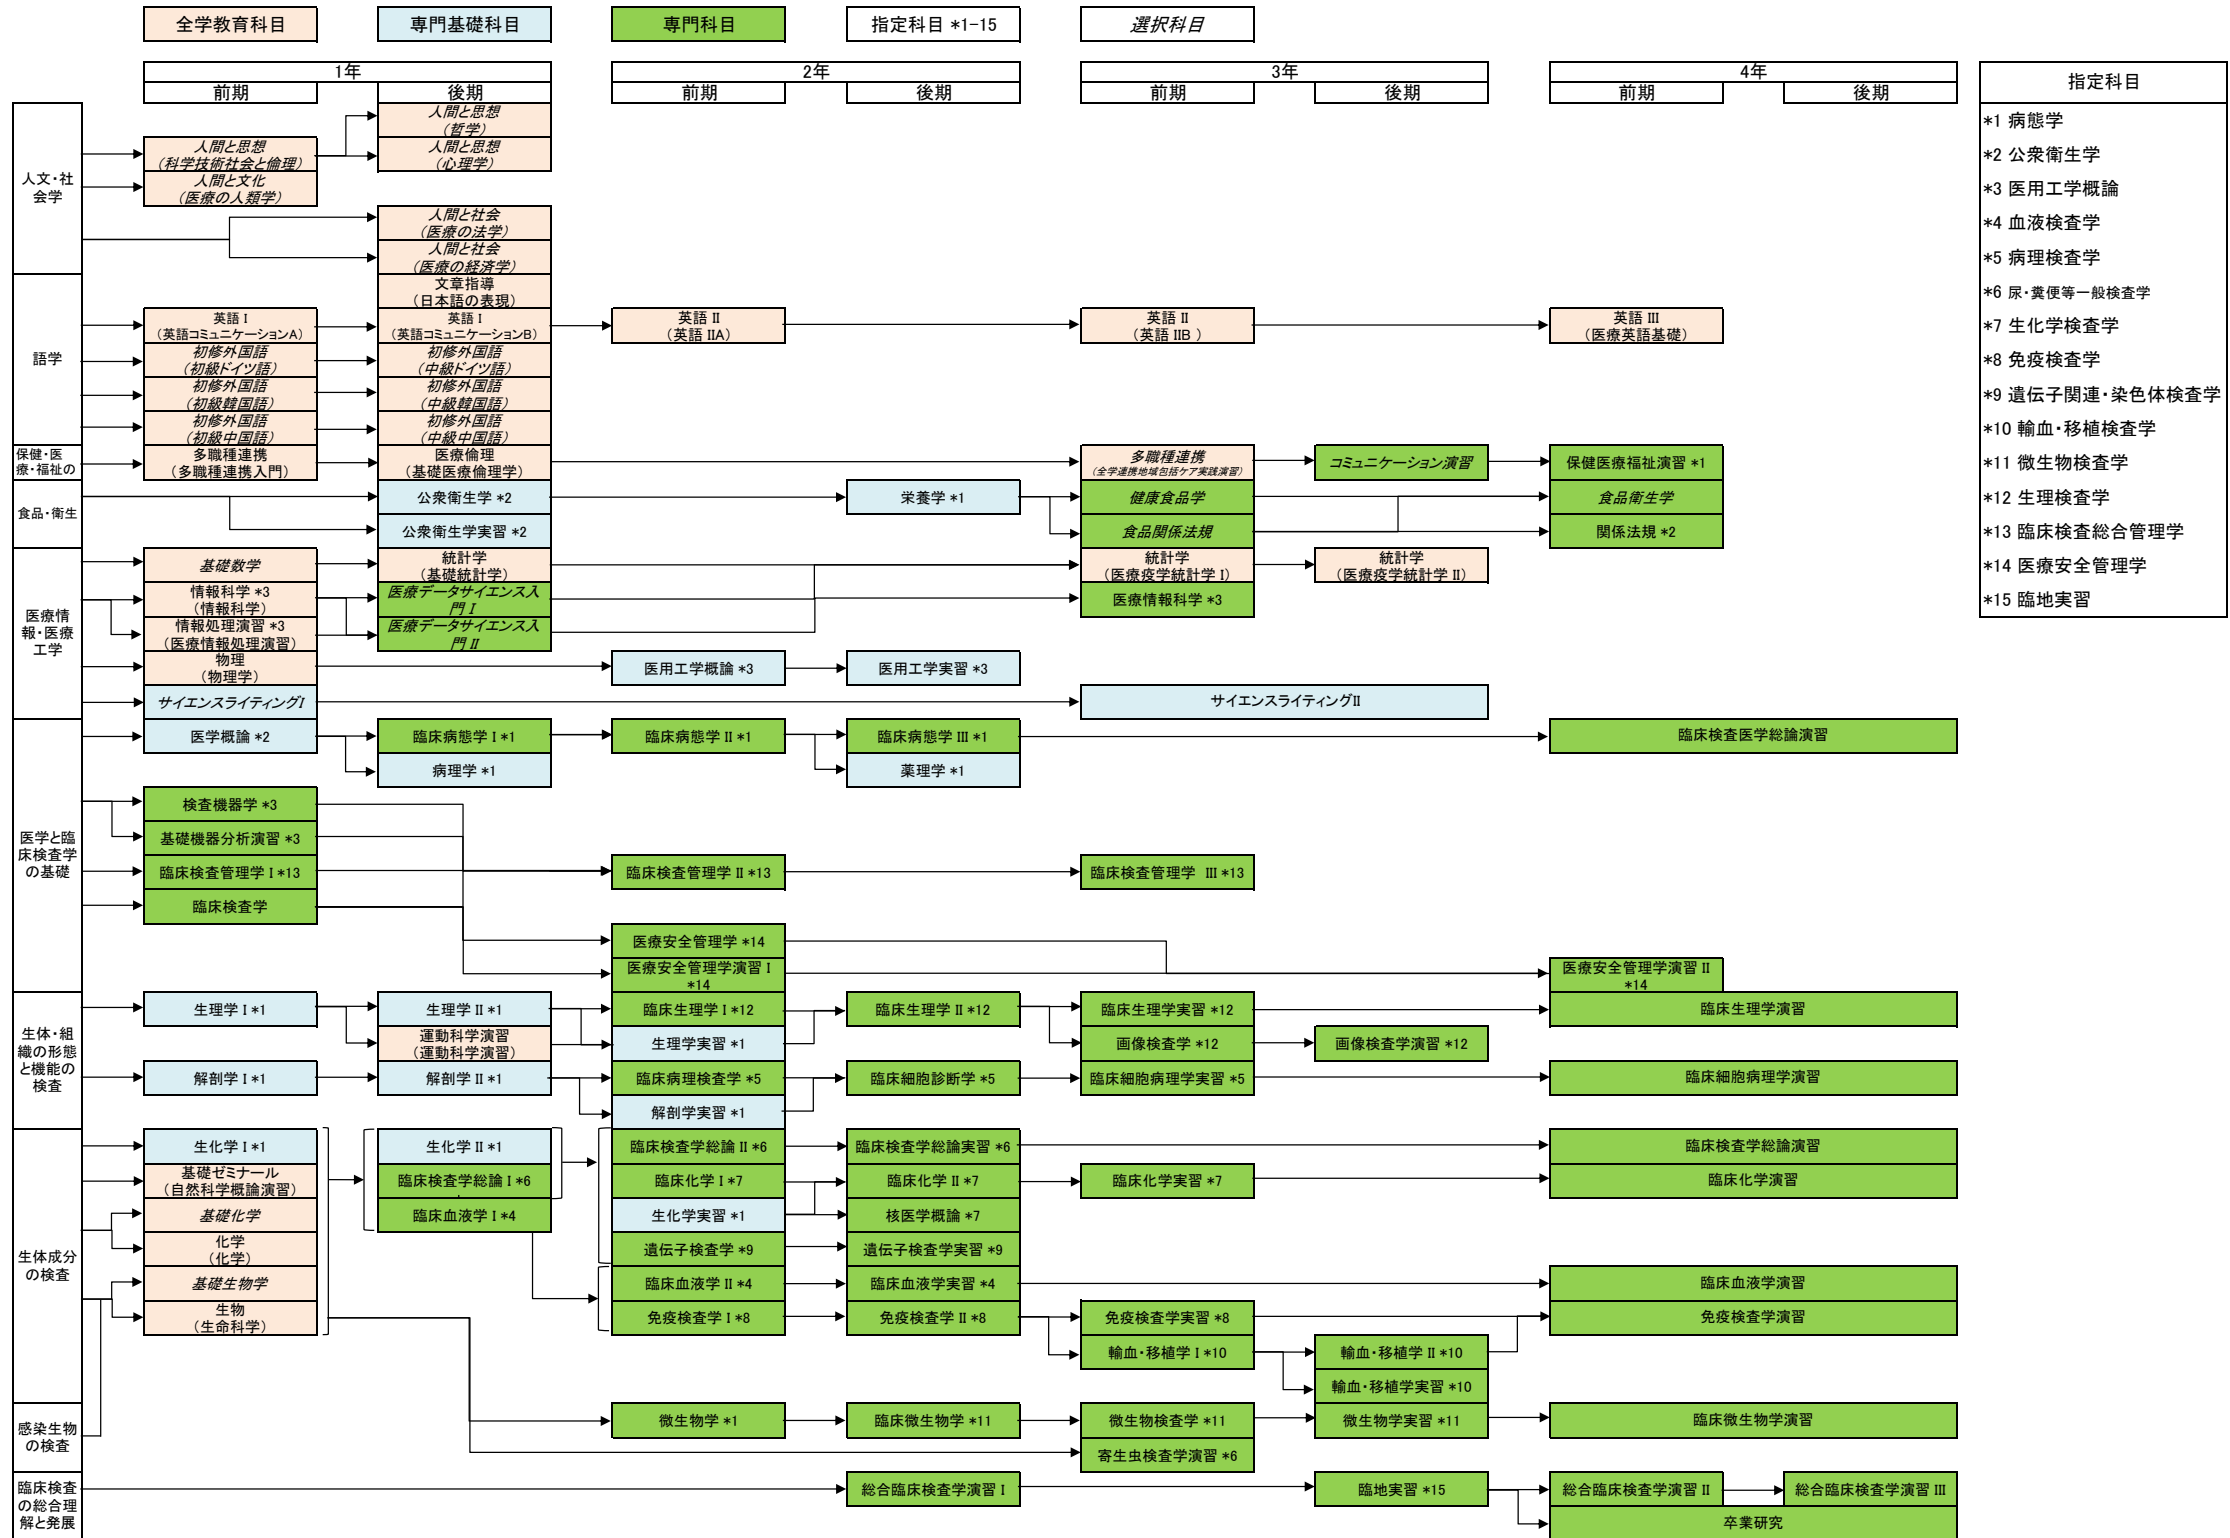 全学教育科目
専門基礎科目
専門科目
指定科目 *1-15
選択科目
1年
2年
3年
4年
前期
後期
前期
後期
前期
後期
前期
後期
指定科目
*1 病態学
*2 公衆衛生学
*3 医用工学概論
*4 血液検査学
*5 病理検査学
*6 尿・糞便等一般検査学
*7 生化学検査学
*8 免疫検査学
*9 遺伝子関連・染色体検査学
*10 輸血・移植検査学
*11 微生物検査学
*12 生理検査学
*13 臨床検査総合管理学
*14 医療安全管理学
*15 臨地実習
人文・社
会学
人間と思想
(科学技術社会と倫理)
人間と文化
(医療の人類学)
人間と思想
(哲学)
人間と思想
(心理学)
人間と社会
(医療の法学)
人間と社会
(医療の経済学)
語学
文章指導
(日本語の表現)
英語 I
(英語コミュニケーションA)
英語 I
(英語コミュニケーションB)
英語 II
(英語 IIA)
英語 II
(英語 IIB )
英語 III
(医療英語基礎)
初修外国語
(初級ドイツ語)
初修外国語
(中級ドイツ語)
初修外国語
(初級韓国語)
初修外国語
(中級韓国語)
初修外国語
(初級中国語)
初修外国語
(中級中国語)
保健・医
療・福祉の
多職種連携
(多職種連携入門)
医療倫理
(基礎医療倫理学)
多職種連携
(全学連携地域包括ケア実践演習)
コミュニケーション演習
保健医療福祉演習 *1
食品・衛生
公衆衛生学 *2
栄養学 *1
健康食品学
食品衛生学
公衆衛生学実習 *2
食品関係法規
関係法規 *2
医療情
報・医療
工学
基礎数学
統計学
(基礎統計学)
統計学
(医療疫学統計学 I)
統計学
(医療疫学統計学 II)
情報科学 *3
(情報科学)
医療データサイエンス入
門 I
医療情報科学 *3
情報処理演習 *3
(医療情報処理演習)
医療データサイエンス入
門 II
物理
(物理学)
医用工学概論 *3
医用工学実習 *3
サイエンスライティングI
サイエンスライティングII
医学と臨
床検査学
の基礎
医学概論 *2
臨床病態学 I *1
臨床病態学 II *1
臨床病態学 III *1
臨床検査医学総論演習
病理学 *1
薬理学 *1
検査機器学 *3
基礎機器分析演習 *3
臨床検査管理学 I *13
臨床検査管理学 II *13
臨床検査管理学 III *13
臨床検査学
医療安全管理学 *14
医療安全管理学演習 I
*14
医療安全管理学演習 II
*14
生体・組
織の形態
と機能の
検査
生理学 I *1
生理学 II *1
臨床生理学 I *12
臨床生理学 II *12
臨床生理学実習 *12
臨床生理学演習
運動科学演習
(運動科学演習)
生理学実習 *1
画像検査学 *12
画像検査学演習 *12
解剖学 I *1
解剖学 II *1
臨床病理検査学 *5
臨床細胞診断学 *5
臨床細胞病理学実習 *5
臨床細胞病理学演習
解剖学実習 *1
生体成分
の検査
生化学 I *1
生化学 II *1
臨床検査学総論 II *6
臨床検査学総論実習 *6
臨床検査学総論演習
基礎ゼミナール
(自然科学概論演習)
臨床検査学総論 I *6
臨床化学 I *7
臨床化学 II *7
臨床化学実習 *7
臨床化学演習
基礎化学
臨床血液学 I *4
生化学実習 *1
核医学概論 *7
化学
(化学)
遺伝子検査学 *9
遺伝子検査学実習 *9
基礎生物学
臨床血液学 II *4
臨床血液学実習 *4
臨床血液学演習
生物
(生命科学)
免疫検査学 I *8
免疫検査学 II *8
免疫検査学実習 *8
免疫検査学演習
輸血・移植学 I *10
輸血・移植学 II *10
輸血・移植学実習 *10
感染生物
の検査
微生物学 *1
臨床微生物学 *11
微生物検査学 *11
微生物学実習 *11
臨床微生物学演習
寄生虫検査学演習 *6
臨床検査
の総合理
解と発展
総合臨床検査学演習 I
臨地実習 *15
総合臨床検査学演習 II
総合臨床検査学演習 III
卒業研究